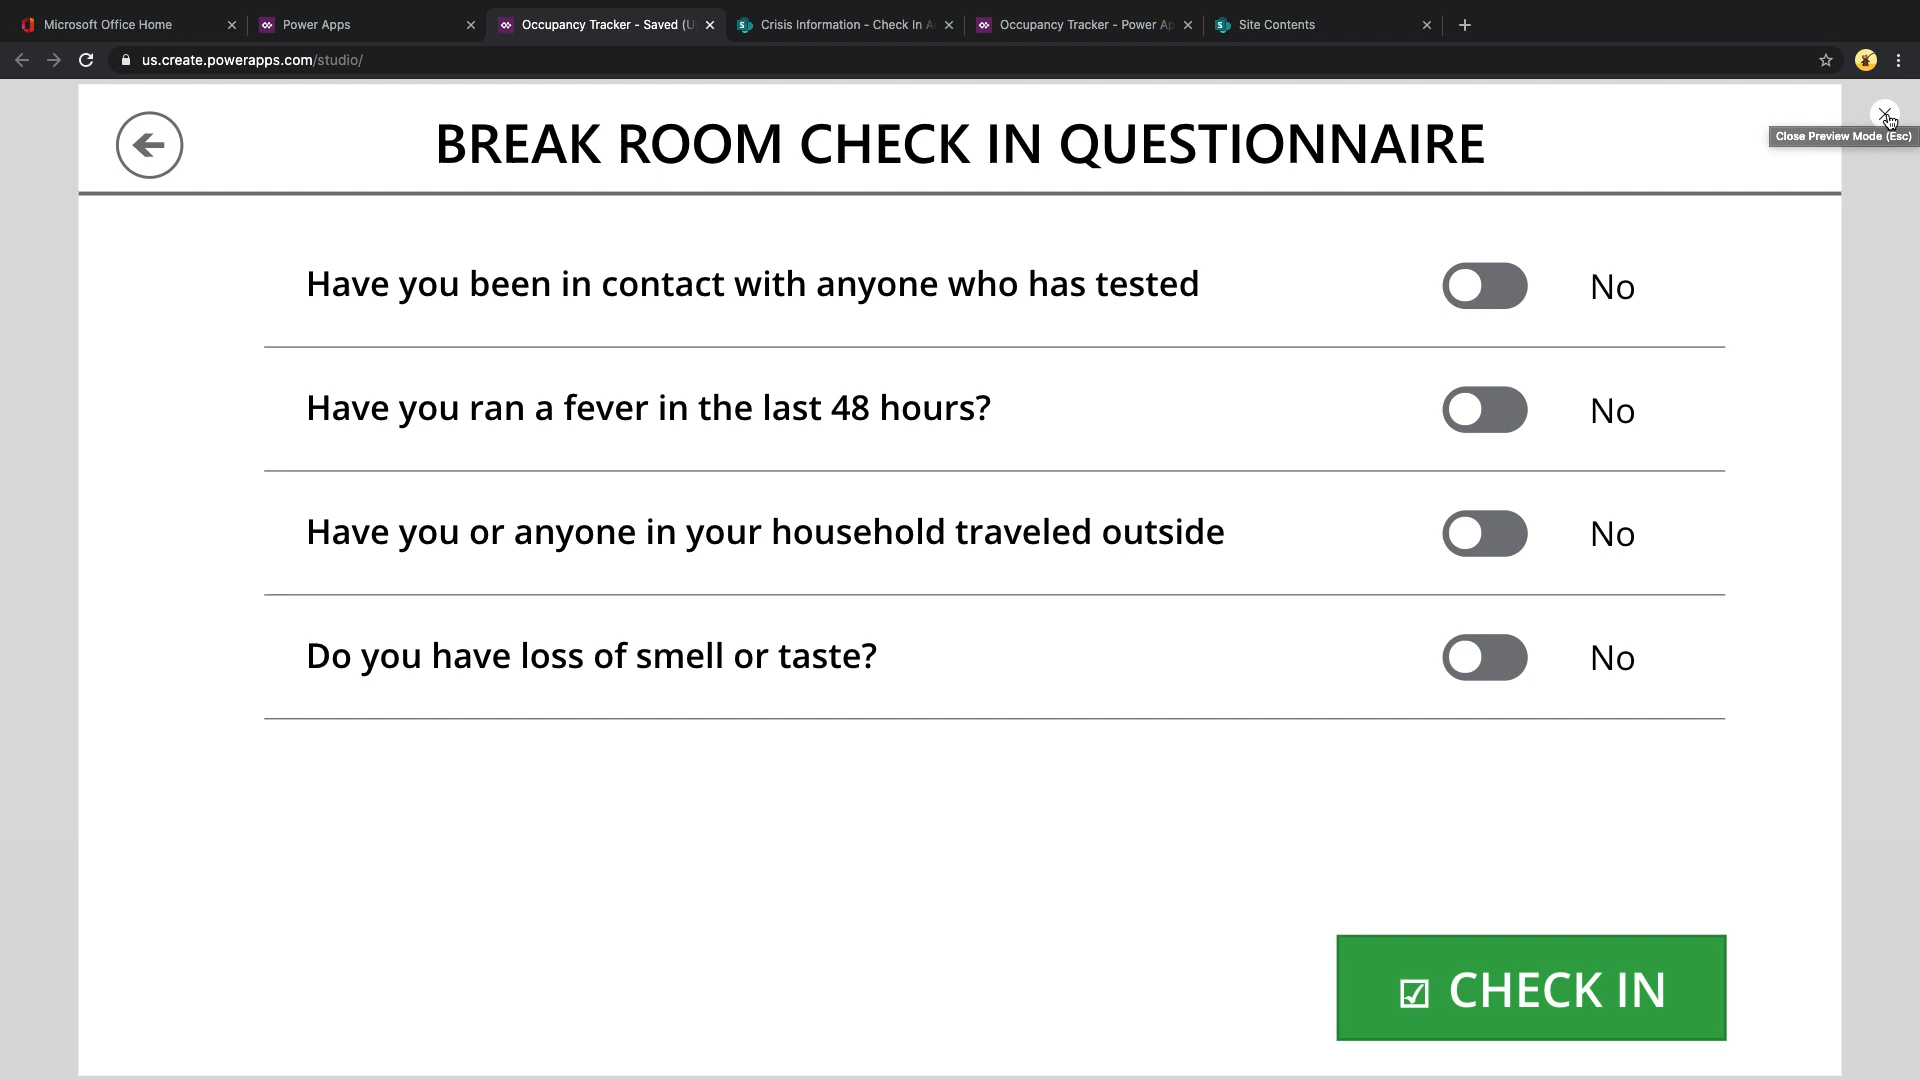 Microsoft Office Home
Power Apps
Occupancy Tracker - Saved (U
Crisis Information - Check In A
Occupancy Tracker - Power Ap
Site Contents
us.create.powerapps.com/studio/
BREAK ROOM CHECK IN QUESTIONNAIRE
Close Preview Mode (Esc)
Have you been in contact with anyone who has tested No
Have you ran a fever in the last 48 hours? No
Have you or anyone in your household traveled outside No
Do you have loss of smell or taste? No
☑ CHECK IN